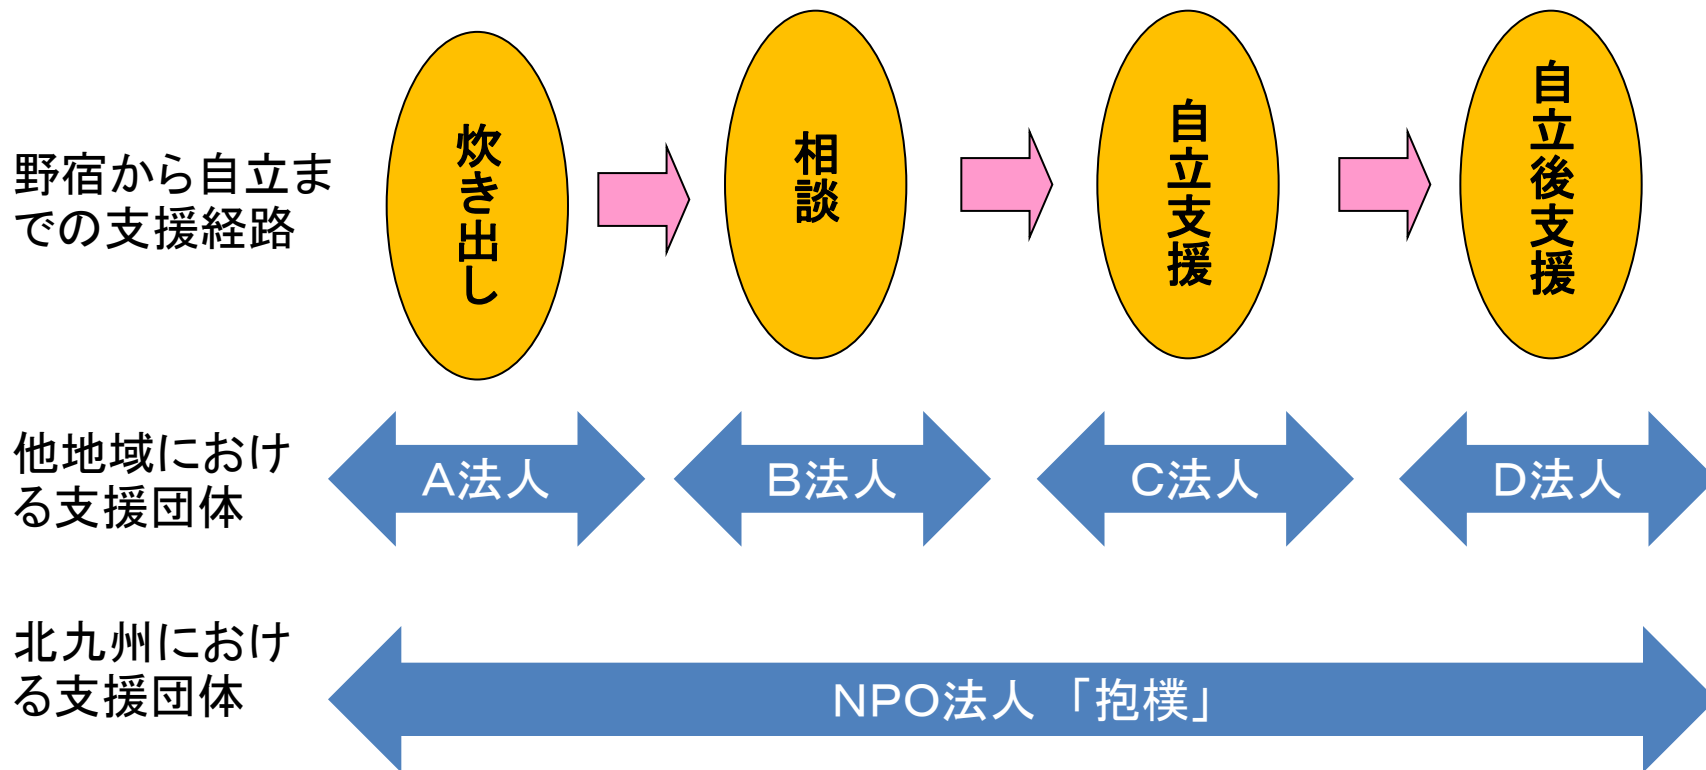 野宿から自立ま
での支援経路
炊き出し
相談
自立支援
自立後支援
他地域におけ
る支援団体
A法人
B法人
C法人
D法人
北九州におけ
る支援団体
NPO法人 「抱樸」